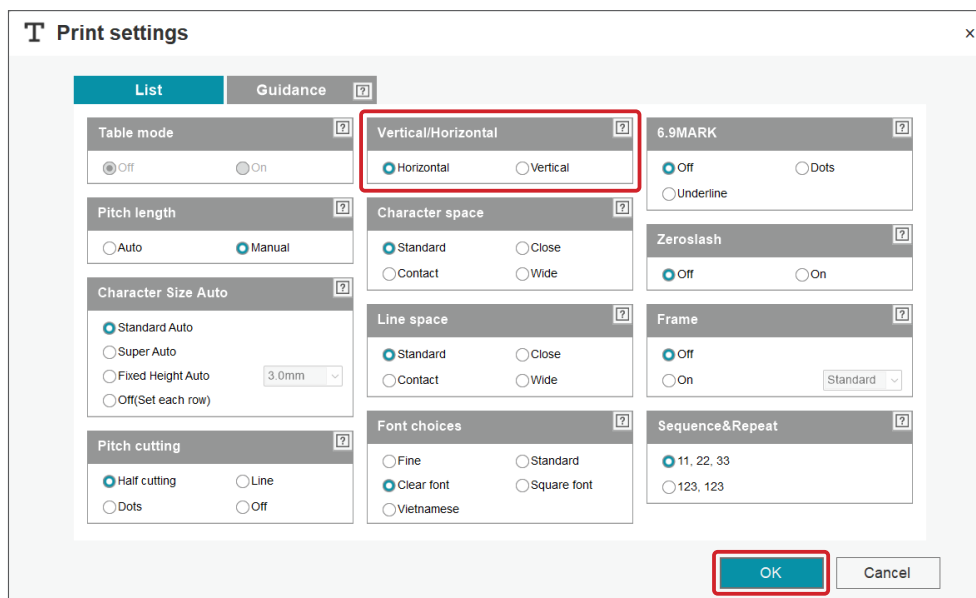 T Print settings
×
List
Guidance ?
Table mode ?
Off On
Pitch length ?
Auto Manual
Character Size Auto ?
Standard Auto
Super Auto
Fixed Height Auto 3.0mm
Off(Set each row)
Pitch cutting ?
Half cutting Line
Dots Off
Vertical/Horizontal ?
Horizontal Vertical
Character space ?
Standard Close
Contact Wide
Line space ?
Standard Close
Contact Wide
Font choices ?
Fine Standard
Clear font Square font
Vietnamese
6.9MARK ?
Off Dots
Underline
Zeroslash ?
Off On
Frame ?
Off
On Standard
Sequence&Repeat ?
11, 22, 33
123, 123
OK Cancel